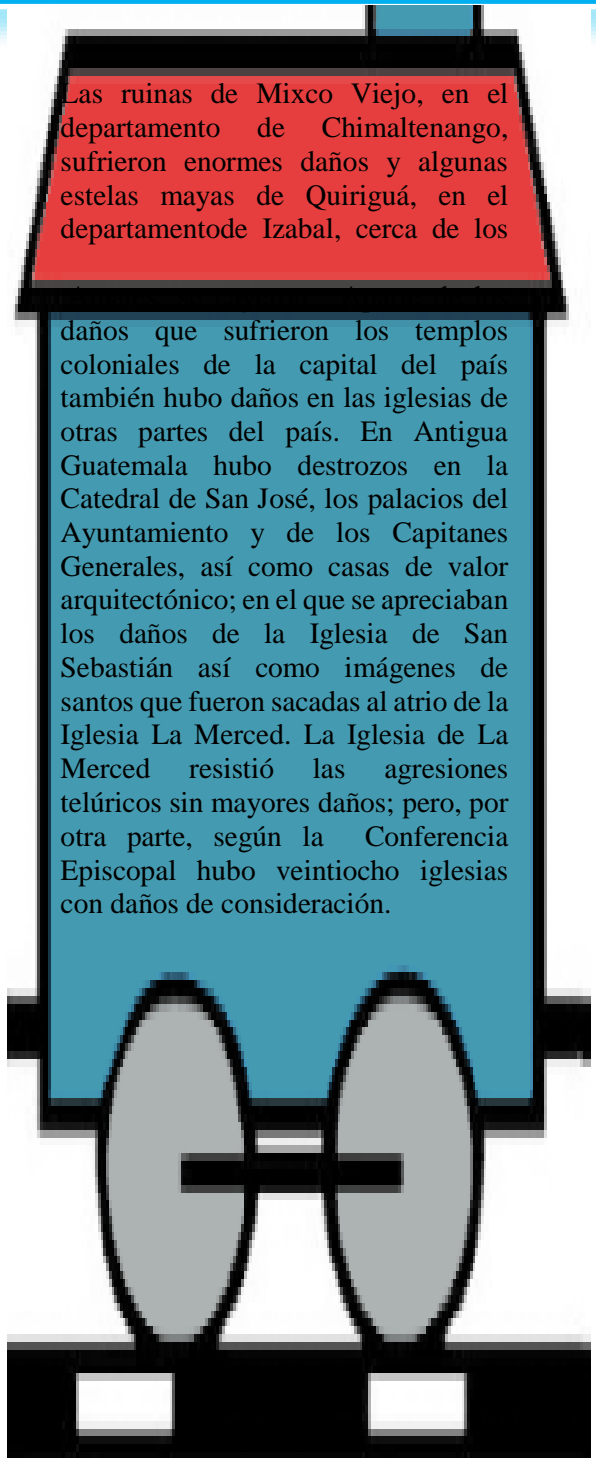 Las ruinas de Mixco Viejo, en el
departamento de Chimaltenango,
sufrieron enormes daños y algunas
estelas mayas de Quiriguá, en el
departamentode Izabal, cerca de los
daños que sufrieron los templos
coloniales de la capital del país
también hubo daños en las iglesias de
otras partes del país. En Antigua
Guatemala hubo destrozos en la
Catedral de San José, los palacios del
Ayuntamiento y de los Capitanes
Generales, así como casas de valor
arquitectónico; en el que se apreciaban
los daños de la Iglesia de San
Sebastián así como imágenes de
santos que fueron sacadas al atrio de la
Iglesia La Merced. La Iglesia de La
Merced resistió las agresiones
telúricos sin mayores daños; pero, por
otra parte, según la Conferencia
Episcopal hubo veintiocho iglesias
con daños de consideración.